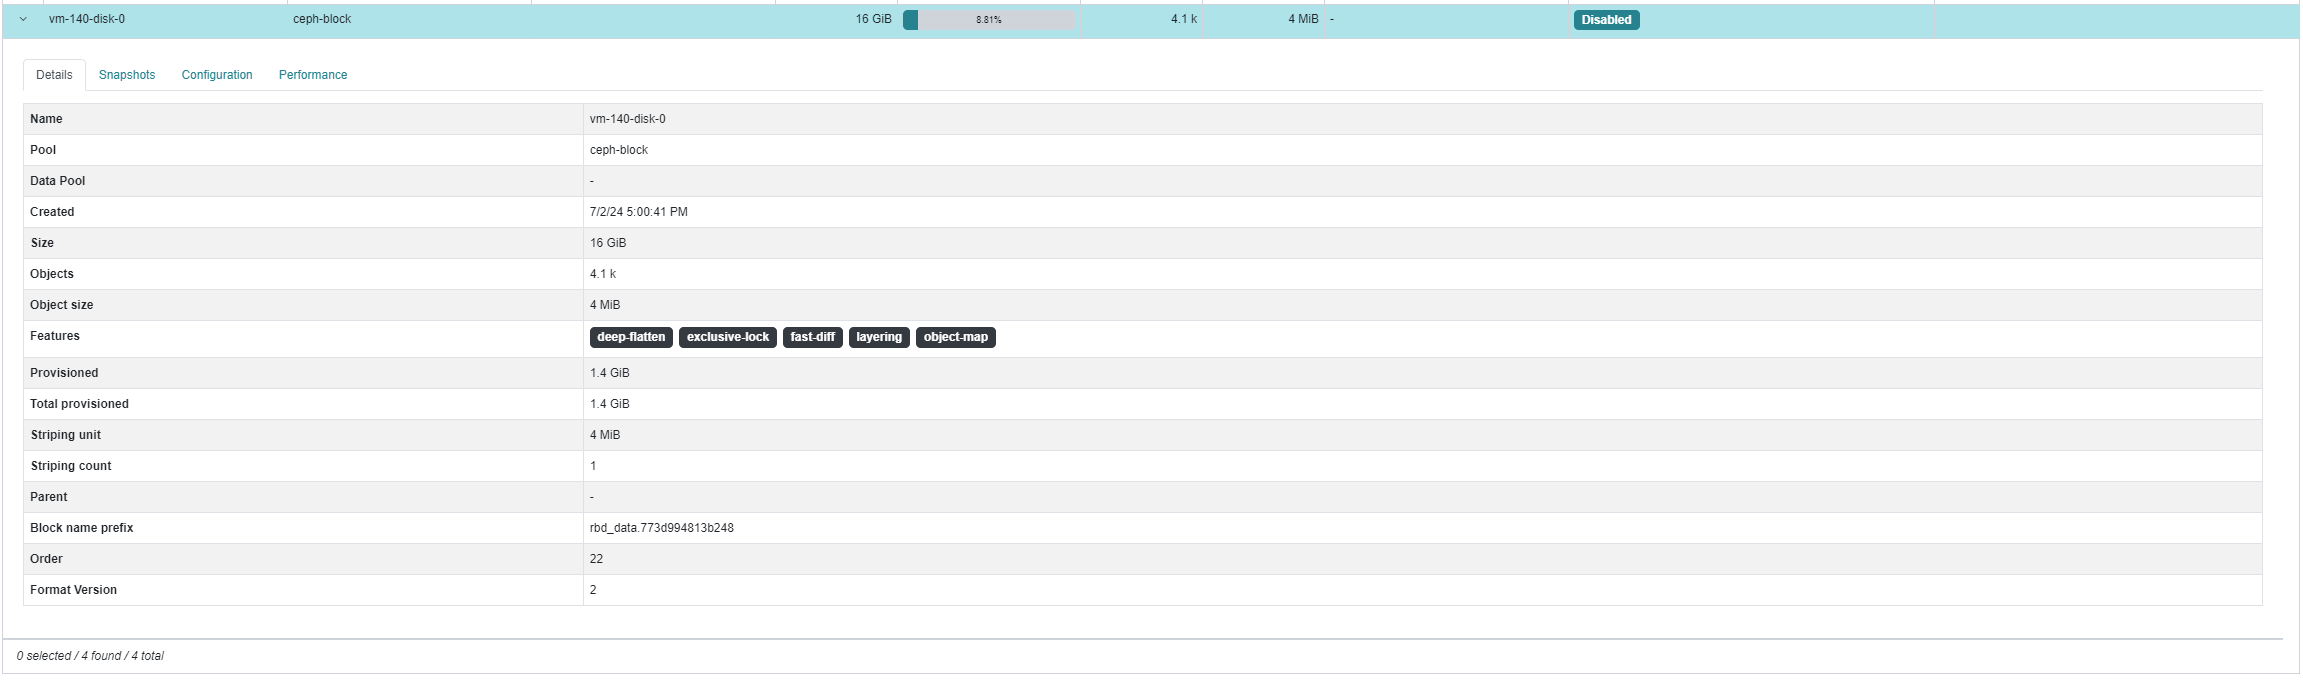 vm-140-disk-0 ceph-block 16 GiB 8.81% 4.1 k 4 MiB - Disabled
Details Snapshots Configuration Performance
Name vm-140-disk-0
Pool ceph-block
Data Pool -
Created 7/2/24 5:00:41 PM
Size 16 GiB
Objects 4.1 k
Object size 4 MiB
Features deep-flatten exclusive-lock fast-diff layering object-map
Provisioned 1.4 GiB
Total provisioned 1.4 GiB
Striping unit 4 MiB
Striping count 1
Parent -
Block name prefix rbd_data.773d994813b248
Order 22
Format Version 2
0 selected / 4 found / 4 total